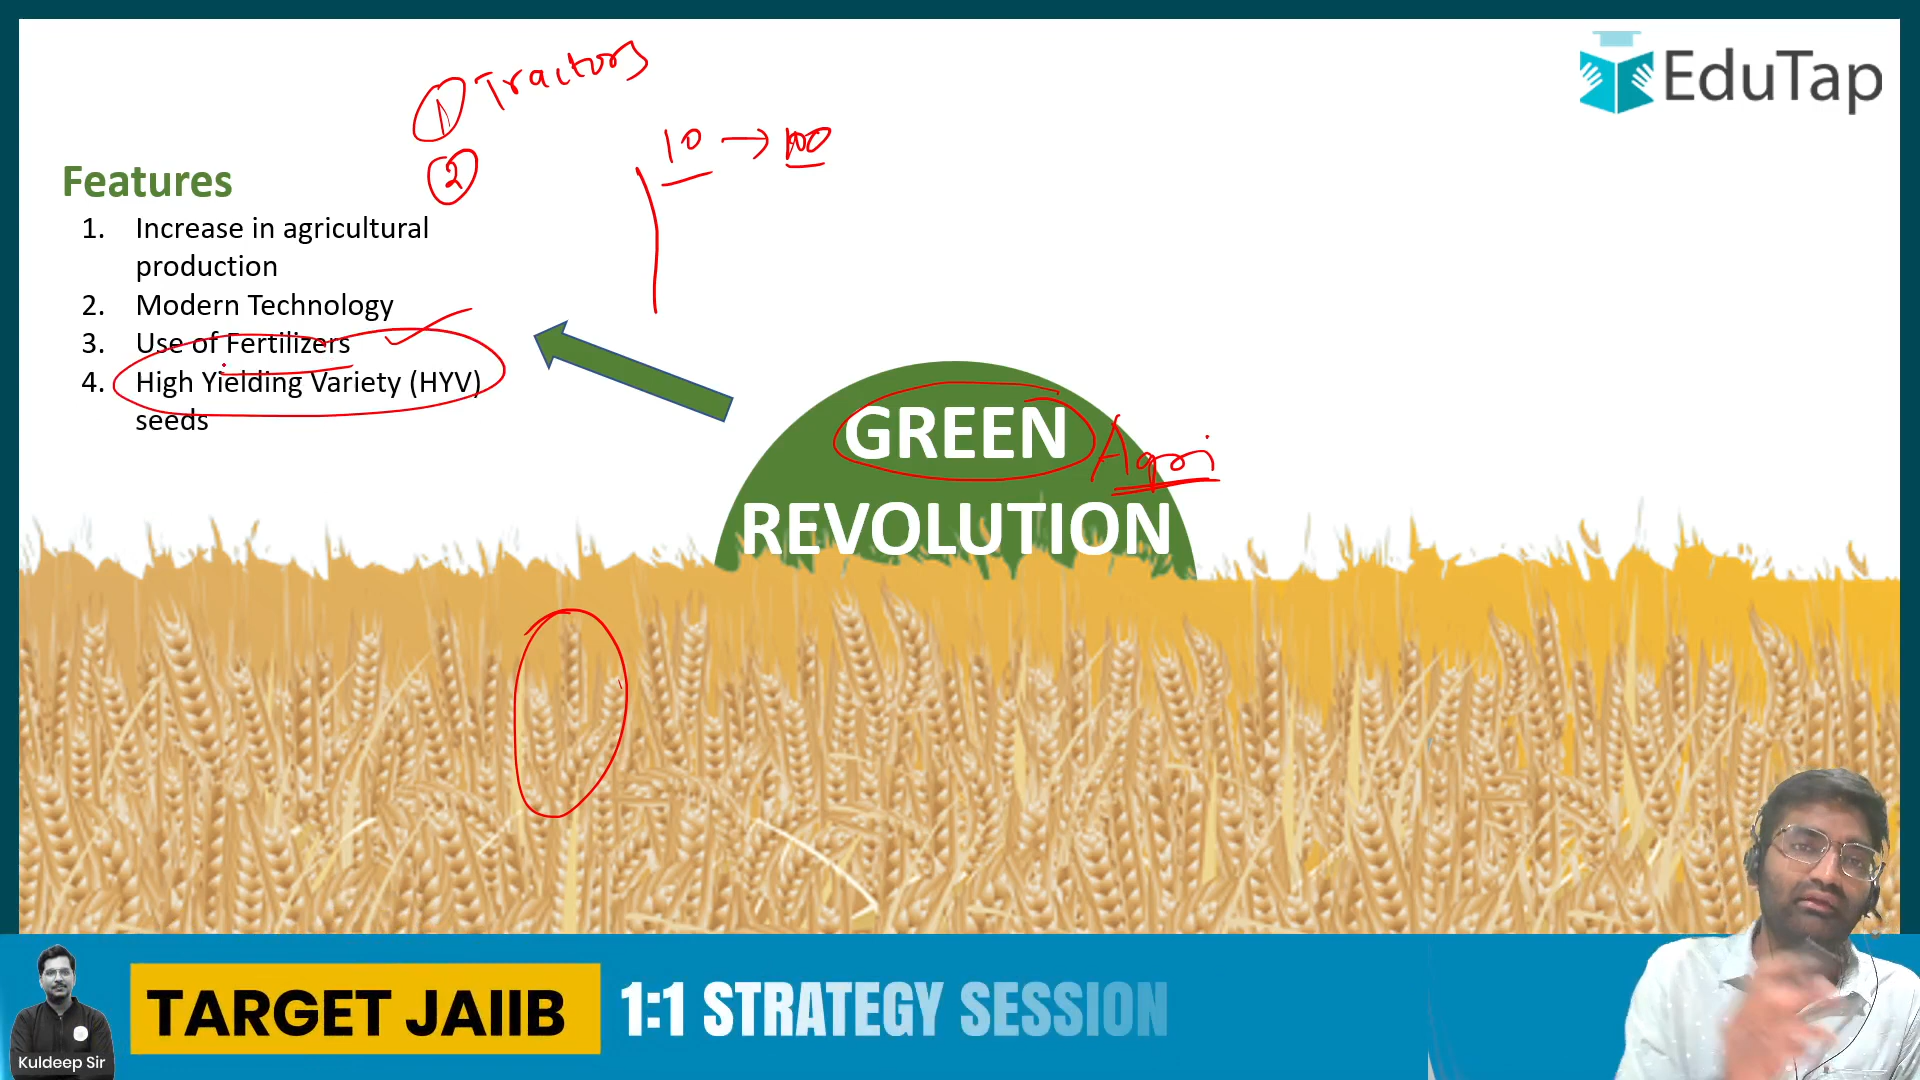 ① Tractors
EduTap
10 → 100
②
Features
1. Increase in agricultural
production
2. Modern Technology
3. Use of Fertilizers
4. High Yielding Variety (HYV)
seeds
GREEN
Agri
REVOLUTION
TARGET JAIIB
1:1 STRATEGY SESSION
Kuldeep Sir